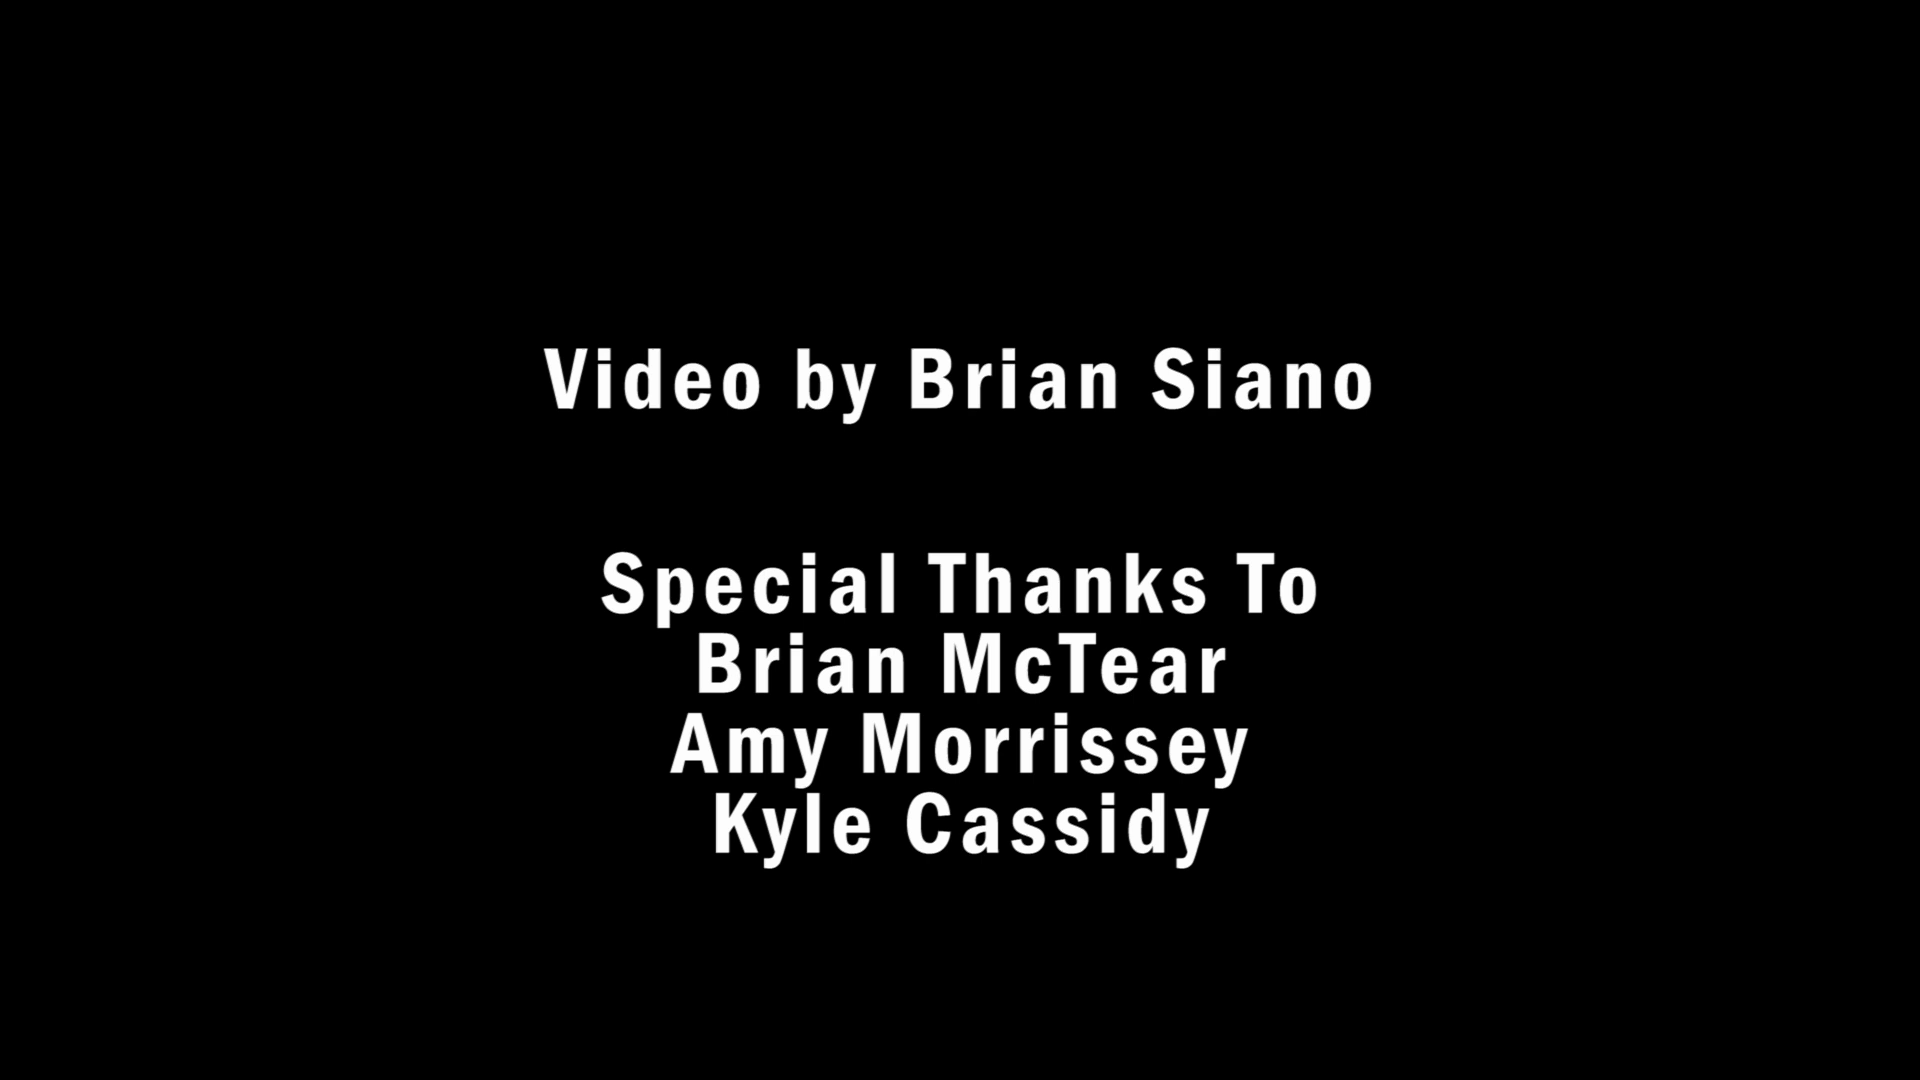 Video by Brian Siano
Special Thanks To
Brian McTear
Amy Morrissey
Kyle Cassidy